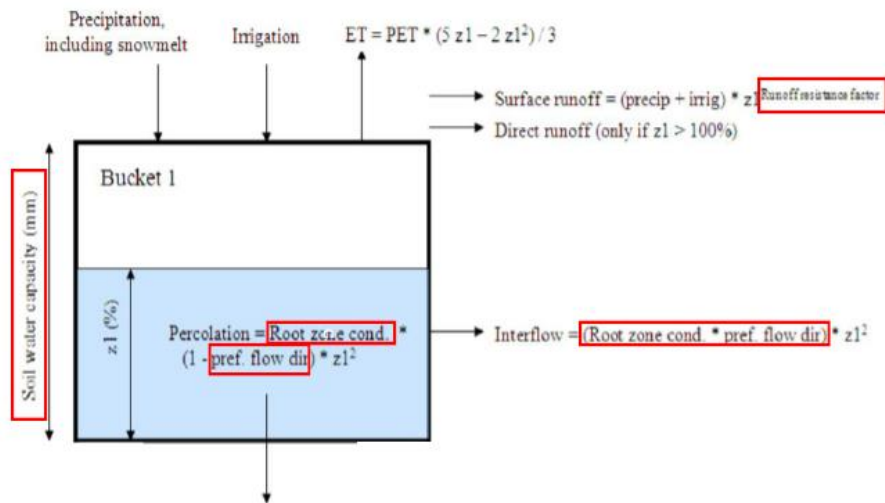 Precipitation,
including snowmelt
Irrigation
ET = PET * (5 z1 – 2 z1²) / 3
Surface runoff = (precip + irrig) * z1 Runoff resistance factor
Direct runoff (only if z1 > 100%)
Bucket 1
Soil water capacity (mm)
z1 (%)
Percolation = Root zone cond. *
(1 - pref. flow dir) * z1²
Interflow = (Root zone cond. * pref. flow dir) * z1²